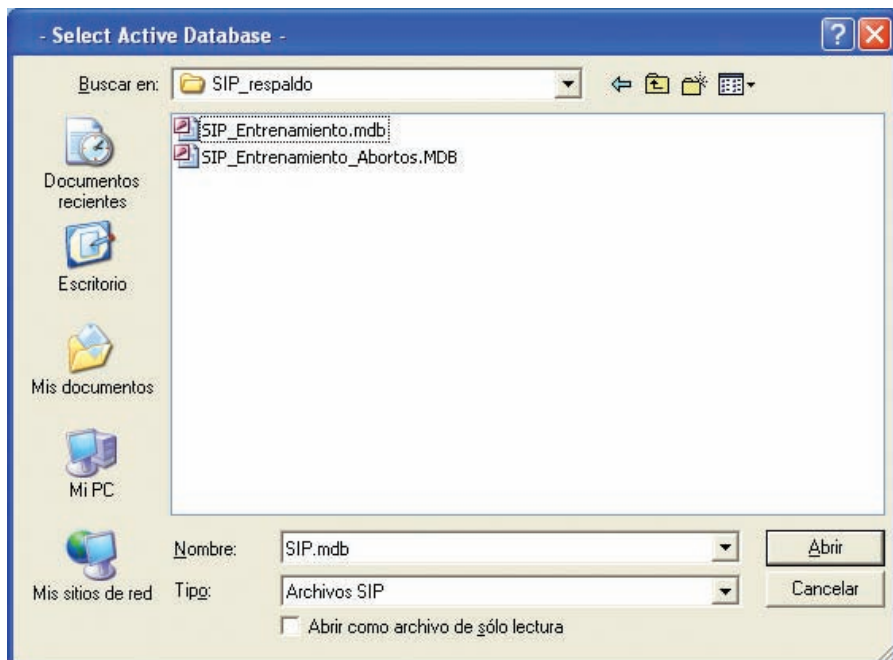 - Select Active Database -
Buscar en:
SIP_respaldo
SIP_Entrenamiento.mdb
SIP_Entrenamiento_Abortos.MDB
Documentos
recientes
Escritorio
Mis documentos
Mi PC
Mis sitios de red
Nombre:
SIP.mdb
Abrir
Tipo:
Archivos SIP
Cancelar
Abrir como archivo de sólo lectura